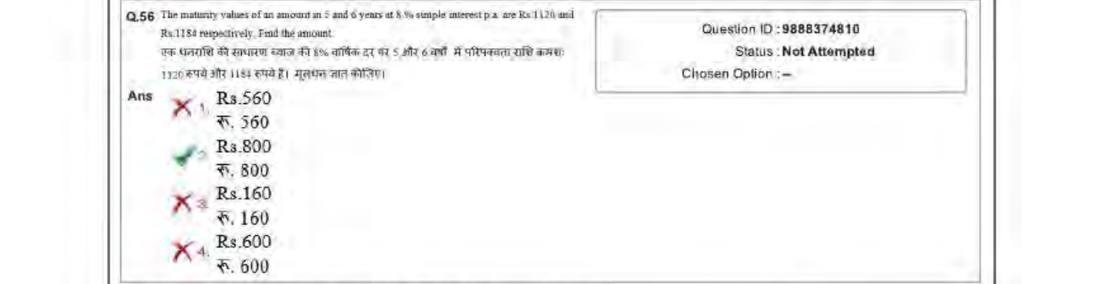 Q.56 The maturity values of an amount in 5 and 6 years at 8 % simple interest p.a. are Rs.1120 and
Rs.1184 respectively. Find the amount.
एक धनराशि की साधारण ब्याज की 8% वार्षिक दर पर 5 और 6 वर्षों में परिपक्वता राशि क्रमशः
1120 रूपये और 1184 रूपये है। मूलधन ज्ञात कीजिए।
Question ID : 9888374810
Status : Not Attempted
Chosen Option : --
Ans 1. Rs.560
रू. 560
2. Rs.800
रू. 800
3. Rs.160
रू. 160
4. Rs.600
रू. 600